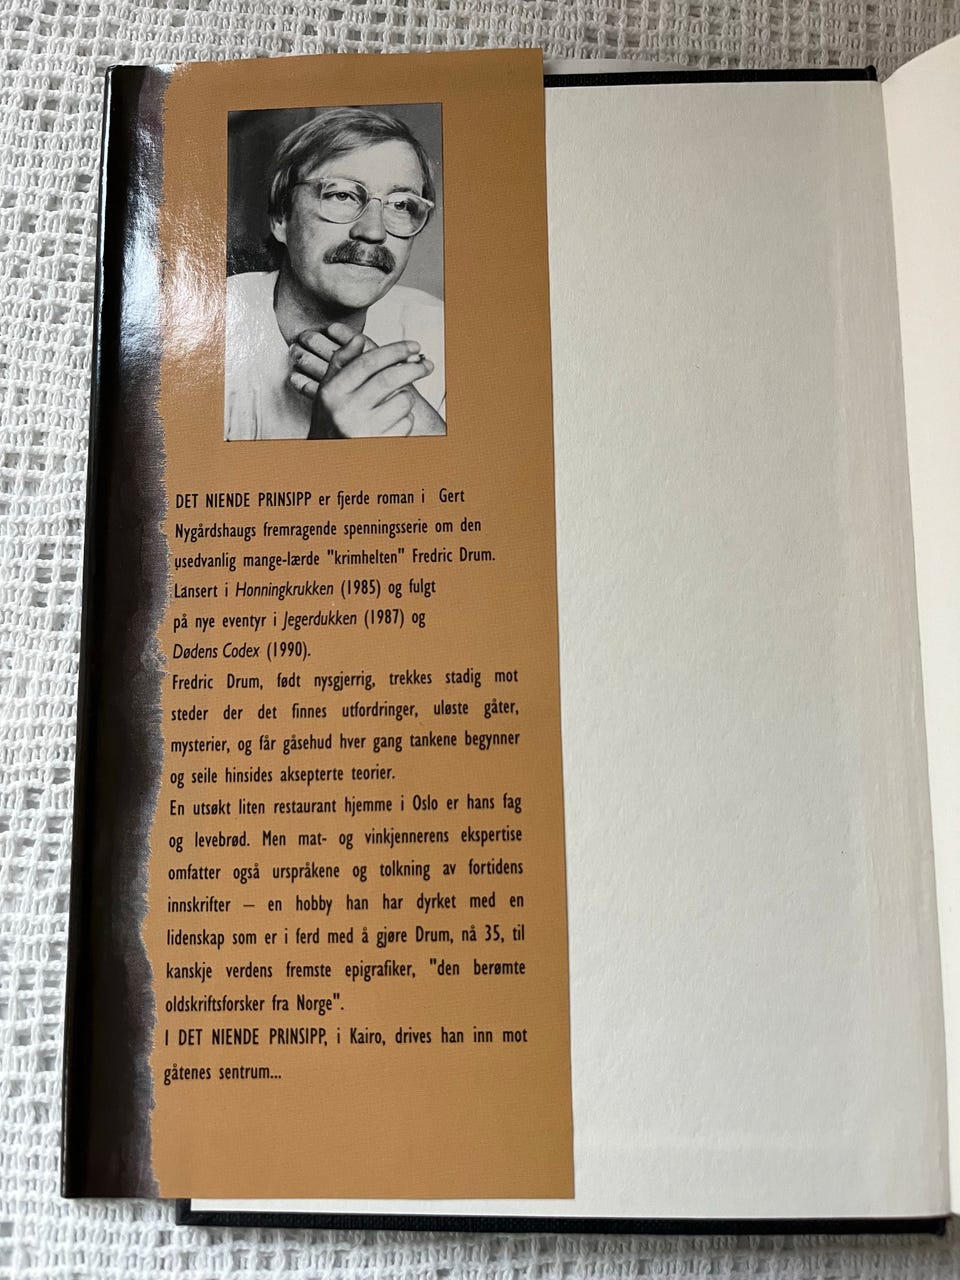 DET NIENDE PRINSIPP er fjerde roman i Gert
Nygårdshaugs fremragende spenningsserie om den
usedvanlig mange-lærde "krimhelten" Fredric Drum.
Lansert i Honningkrukken (1985) og fulgt
på nye eventyr i Jegerdukken (1987) og
Dødens Codex (1990).
Fredric Drum, født nysgjerrig, trekkes stadig mot
steder der det finnes utfordringer, uløste gåter,
mysterier, og får gåsehud hver gang tankene begynner
og seile hinsides aksepterte teorier.
En utsøkt liten restaurant hjemme i Oslo er hans fag
og levebrød. Men mat- og vinkjennerens ekspertise
omfatter også urspråkene og tolkning av fortidens
innskrifter – en hobby han har dyrket med en
lidenskap som er i ferd med å gjøre Drum, nå 35, til
kanskje verdens fremste epigrafiker, "den berømte
oldskriftsforsker fra Norge".
I DET NIENDE PRINSIPP, i Kairo, drives han inn mot
gåtenes sentrum...